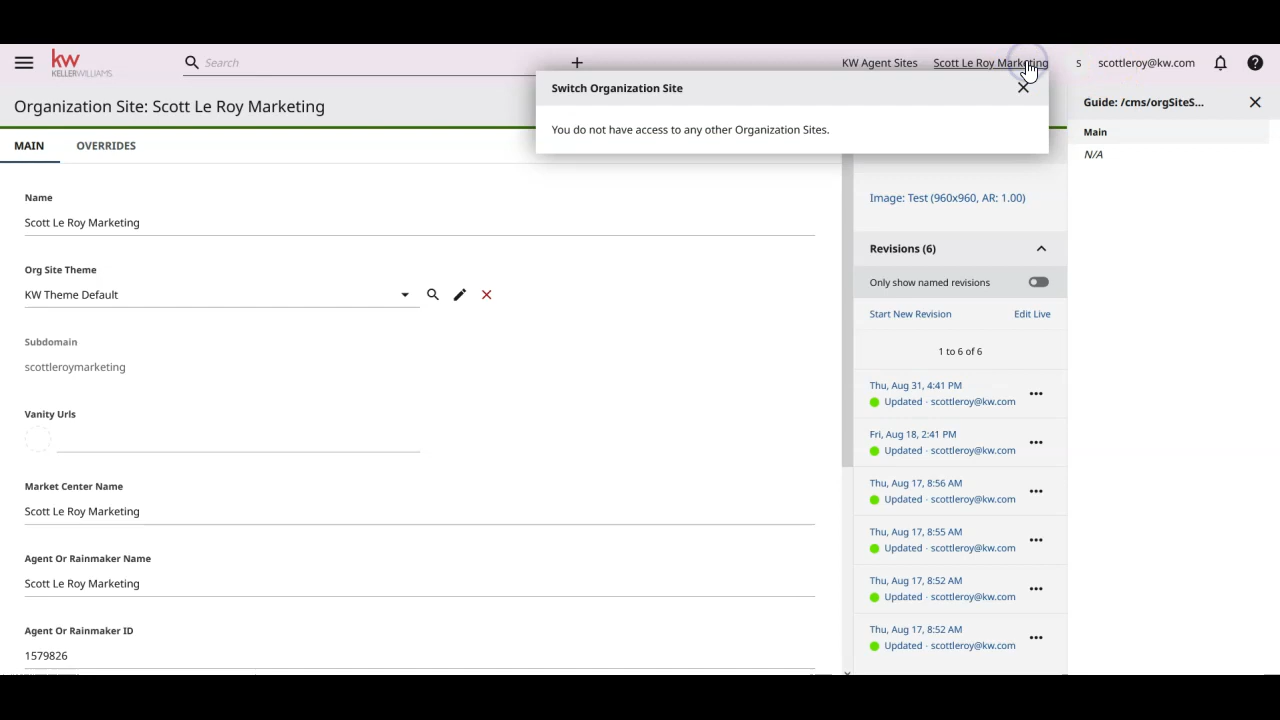 kw
KELLERWILLIAMS
Search
+
KW Agent Sites
Scott Le Roy Marketing
S
scottleroy@kw.com
?
Organization Site: Scott Le Roy Marketing
Switch Organization Site
You do not have access to any other Organization Sites.
Guide: /cms/orgSiteS...
Main
N/A
MAIN
OVERRIDES
Name
Scott Le Roy Marketing
Org Site Theme
KW Theme Default
Subdomain
scottleroymarketing
Vanity Urls
Market Center Name
Scott Le Roy Marketing
Agent Or Rainmaker Name
Scott Le Roy Marketing
Agent Or Rainmaker ID
1579826
Image: Test (960x960, AR: 1.00)
Revisions (6)
Only show named revisions
Start New Revision
Edit Live
1 to 6 of 6
Thu, Aug 31, 4:41 PM
Updated · scottleroy@kw.com
Fri, Aug 18, 2:41 PM
Updated · scottleroy@kw.com
Thu, Aug 17, 8:56 AM
Updated · scottleroy@kw.com
Thu, Aug 17, 8:55 AM
Updated · scottleroy@kw.com
Thu, Aug 17, 8:52 AM
Updated · scottleroy@kw.com
Thu, Aug 17, 8:52 AM
Updated · scottleroy@kw.com